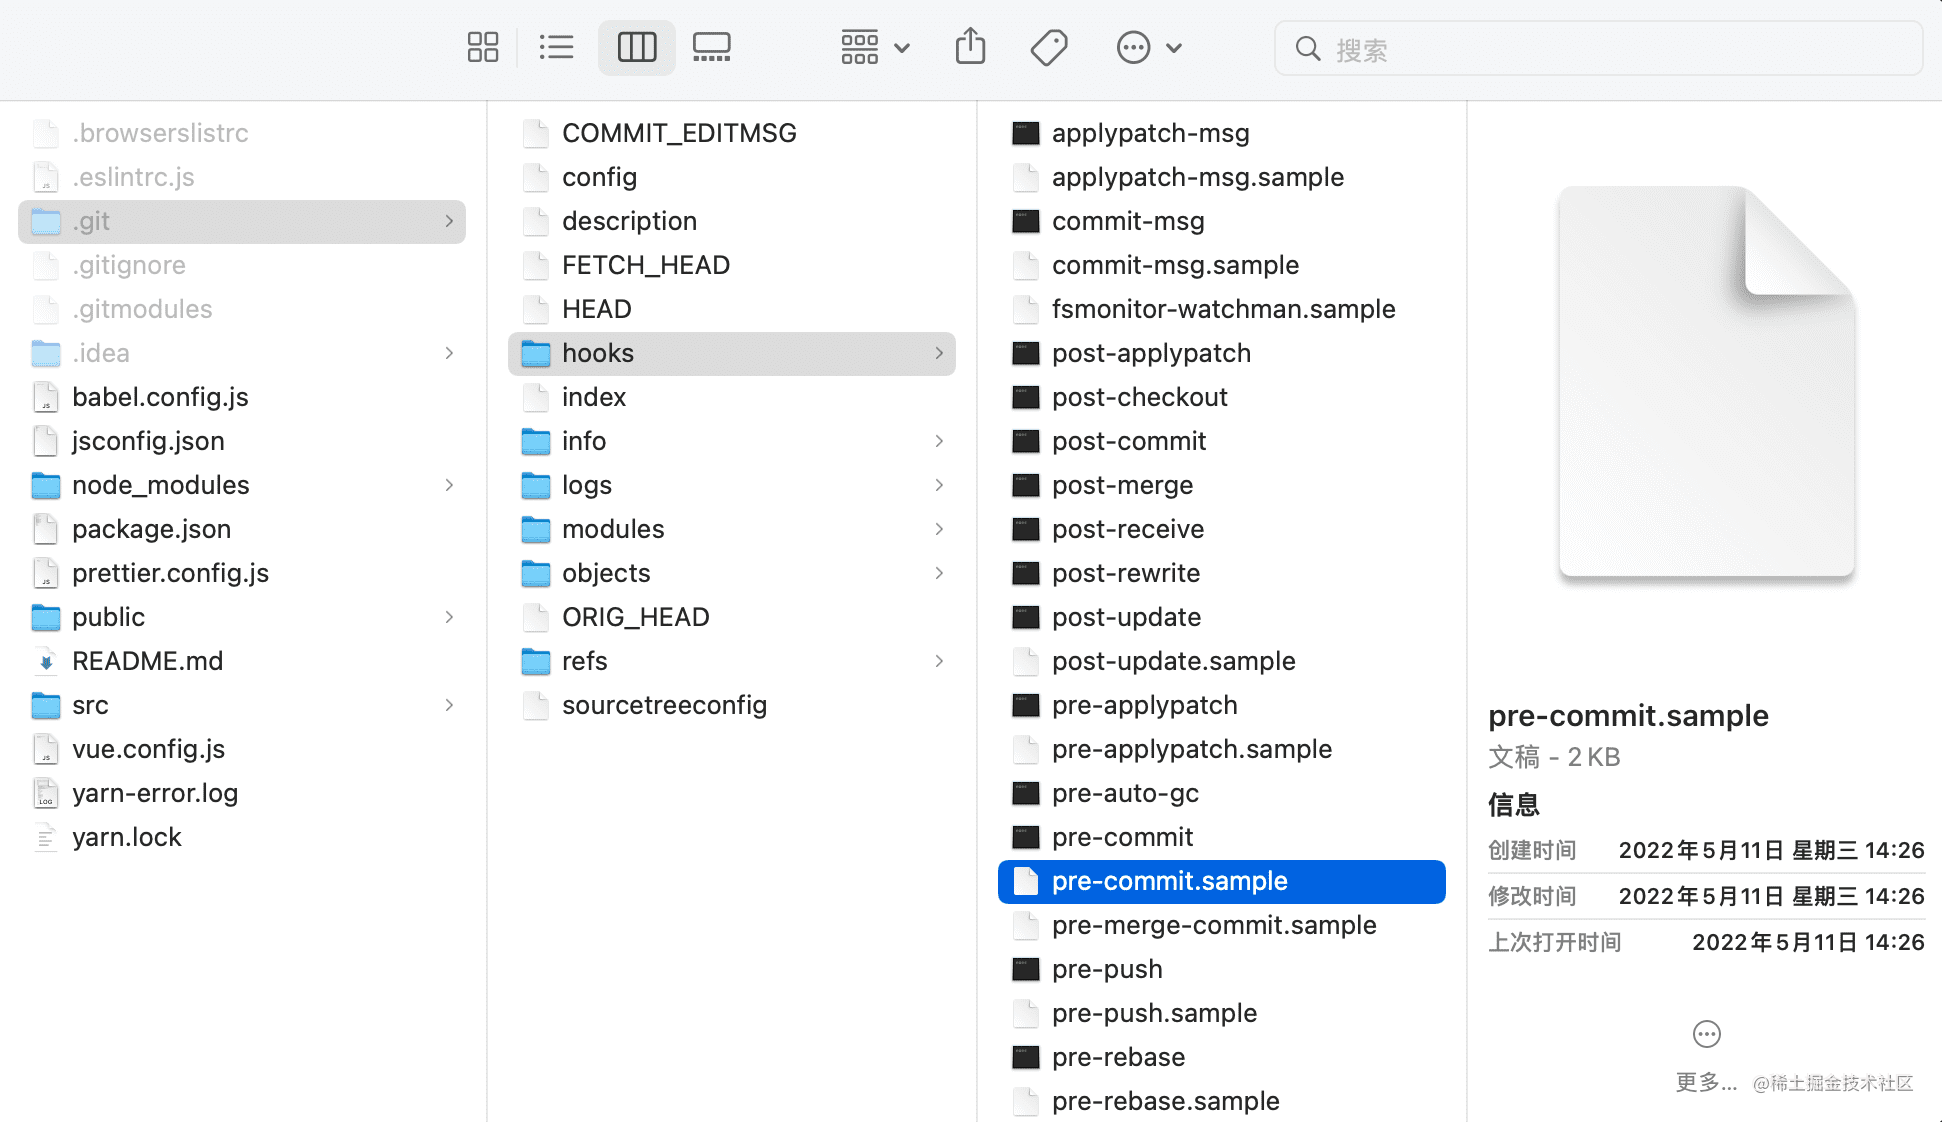 搜索
.browserslistrc
.eslintrc.js
.git
.gitignore
.gitmodules
.idea
babel.config.js
jsconfig.json
node_modules
package.json
prettier.config.js
public
README.md
src
vue.config.js
yarn-error.log
yarn.lock
COMMIT_EDITMSG
config
description
FETCH_HEAD
HEAD
hooks
index
info
logs
modules
objects
ORIG_HEAD
refs
sourcetreeconfig
applypatch-msg
applypatch-msg.sample
commit-msg
commit-msg.sample
fsmonitor-watchman.sample
post-applypatch
post-checkout
post-commit
post-merge
post-receive
post-rewrite
post-update
post-update.sample
pre-applypatch
pre-applypatch.sample
pre-auto-gc
pre-commit
pre-commit.sample
pre-merge-commit.sample
pre-push
pre-push.sample
pre-rebase
pre-rebase.sample
pre-commit.sample
文稿 - 2 KB
信息
创建时间 2022年5月11日 星期三 14:26
修改时间 2022年5月11日 星期三 14:26
上次打开时间 2022年5月11日 14:26
更多...
@稀土掘金技术社区